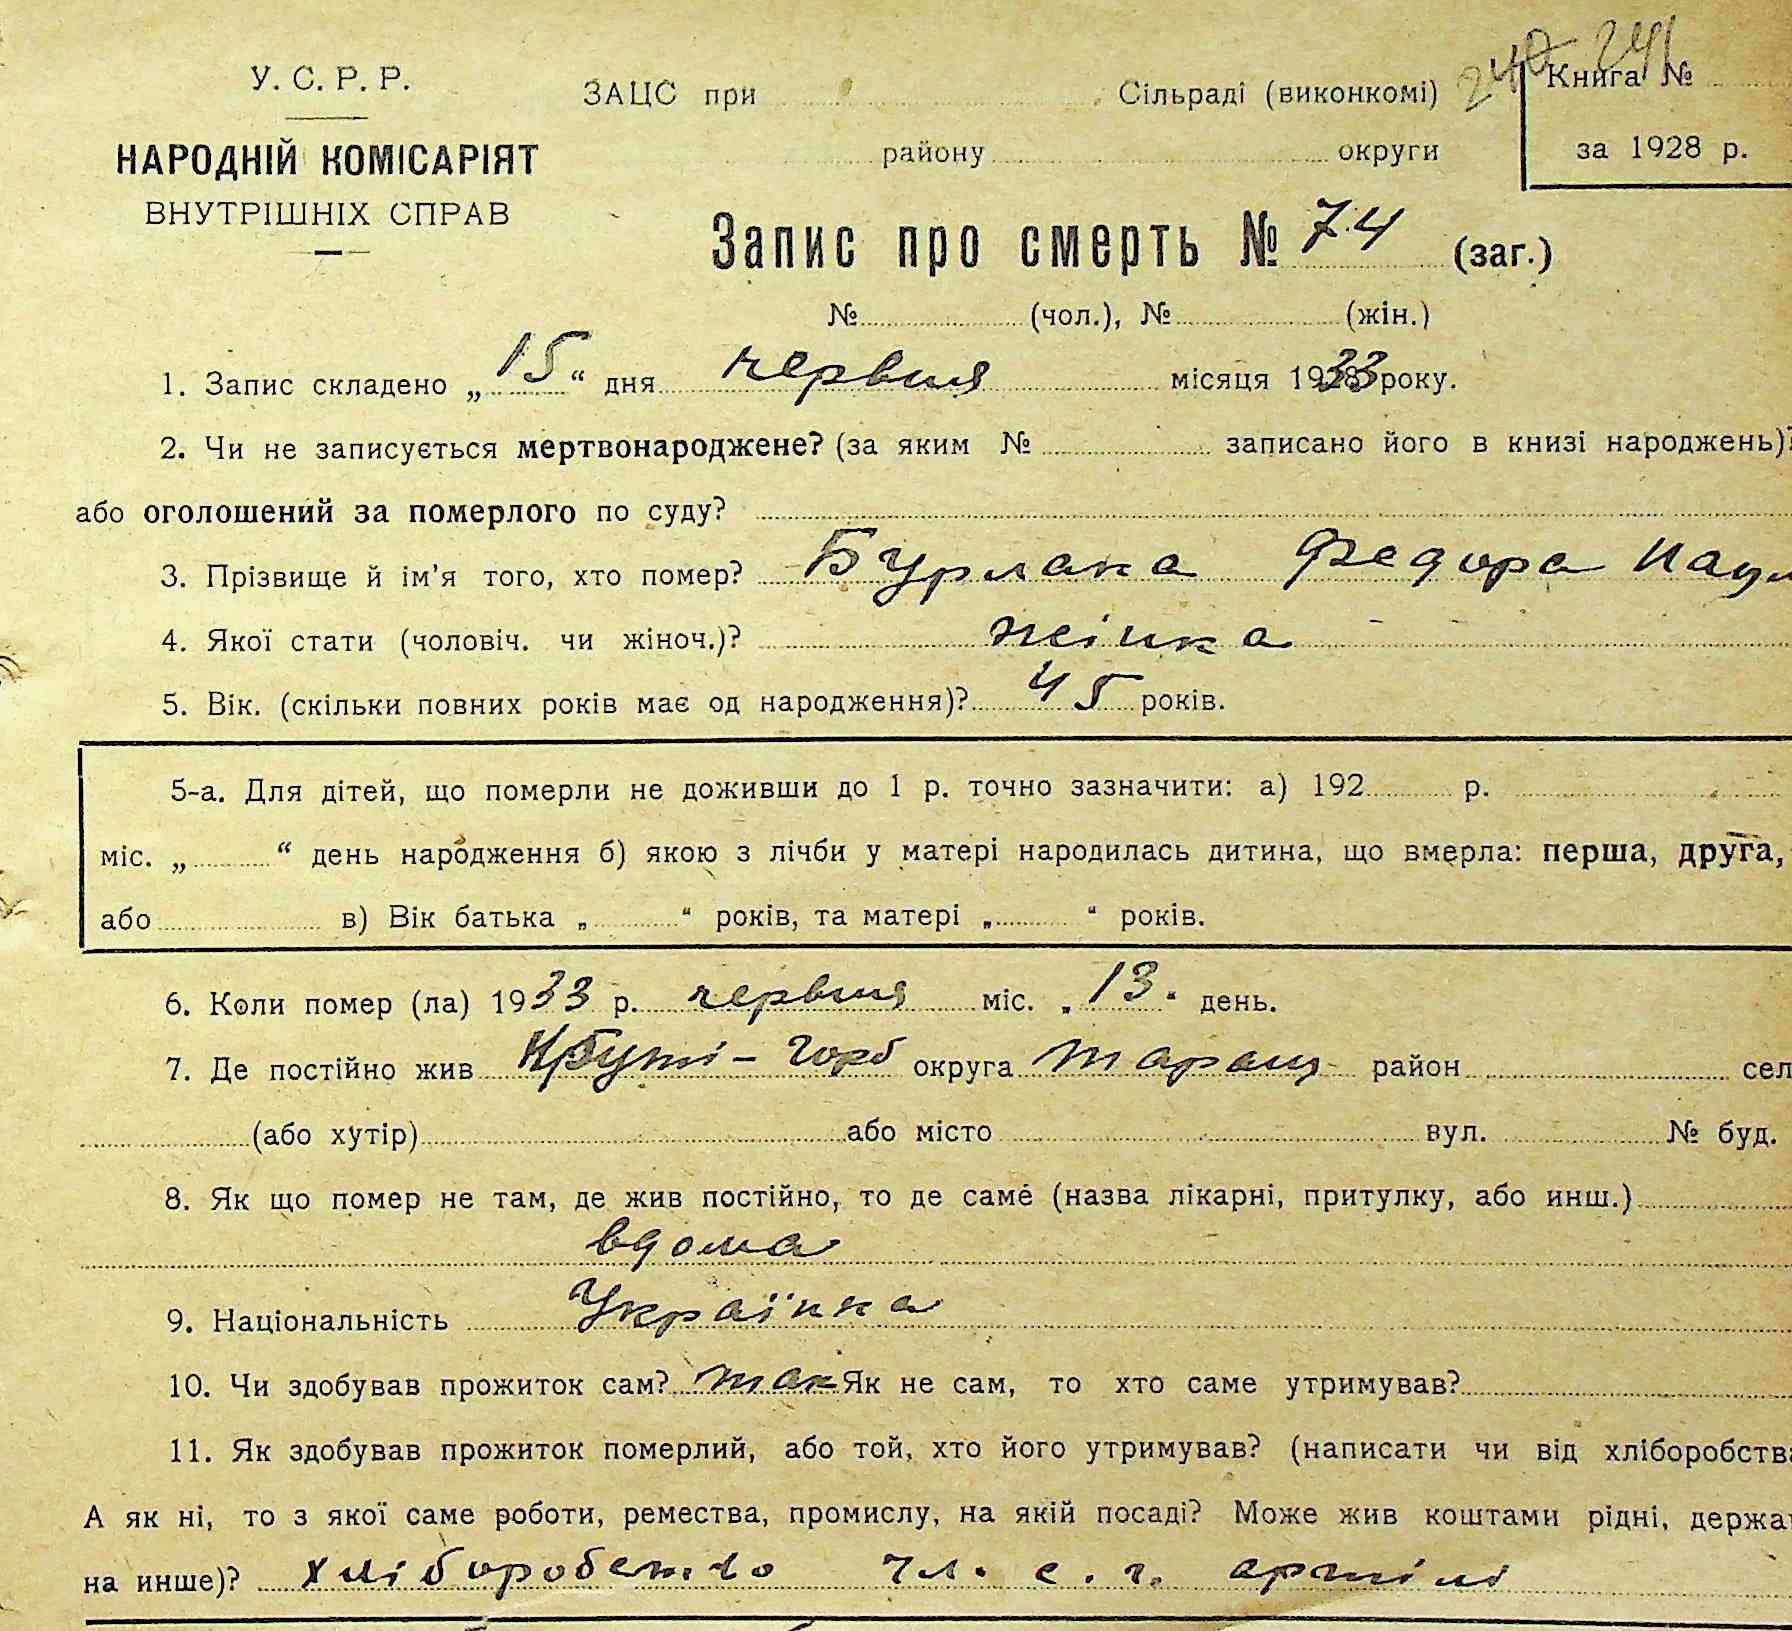 240 241
У. С. Р. Р.
НАРОДНІЙ КОМІСАРІЯТ
ВНУТРІШНІХ СПРАВ
ЗАЦС при Сільраді (виконкомі)
району округи
Книга №
за 1928 р.
Запис про смерть № 74 (заг.)
№ (чол.), № (жін.)
1. Запис складено „15“ дня червня місяця 1933 року.
2. Чи не записується мертвонароджене? (за яким № записано його в книзі народжень)?
або оголошений за померлого по суду?
3. Прізвище й ім’я того, хто помер? Бурлака Федора Наум
4. Якої стати (чоловіч. чи жіноч.)? жінка
5. Вік. (скільки повних років має од народження)? 45 років.
5-а. Для дітей, що померли не доживши до 1 р. точно зазначити: а) 192 р.
міс. „ “ день народження б) якою з лічби у матері народилась дитина, що вмерла: перша, друга,
або в) Вік батька „ “ років, та матері „ “ років.
6. Коли помер (ла) 1933 р. червня міс. „13“ день.
7. Де постійно жив Круті-Горб округа Таращ район сел
(або хутір) або місто вул. № буд.
8. Як що помер не там, де жив постійно, то де саме (назва лікарні, притулку, або инш.)
вдома
9. Національність Українка
10. Чи здобував прожиток сам? так Як не сам, то хто саме утримував?
11. Як здобував прожиток померлий, або той, хто його утримував? (написати чи від хліборобства
А як ні, то з якої саме роботи, ремества, промислу, на якій посаді? Може жив коштами рідні, держа
на инше)? хліборобство чл. с. г. артілі